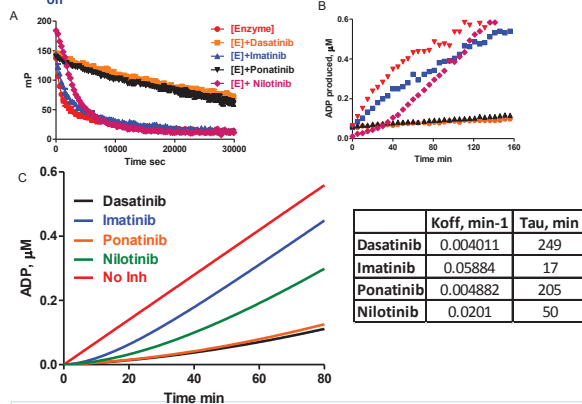 off
A
[Enzyme]
[E]+Dasatinib
[E]+Imatinib
[E]+Ponatinib
[E]+ Nilotinib
mP
200
150
100
50
0
0 10000 20000 30000
Time sec
B
ADP produced, µM
0.6
0.4
0.2
0.0
0 20 40 60 80 100 120 140 160
Time min
C
ADP, µM
0.6
0.4
0.2
0.0
Dasatinib
Imatinib
Ponatinib
Nilotinib
No Inh
0 20 40 60 80
Time min
Koff, min-1 Tau, min
Dasatinib 0.004011 249
Imatinib 0.05884 17
Ponatinib 0.004882 205
Nilotinib 0.0201 50